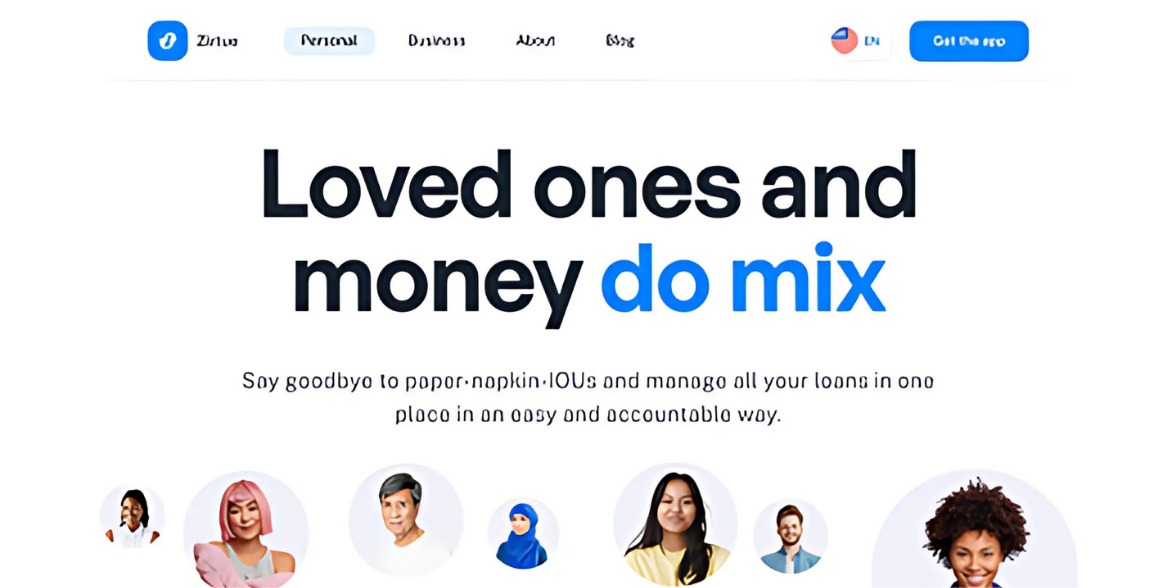 Zirtue
Personal
Business
About
Blog
EN
Get the app
Loved ones and
money do mix
Say goodbye to paper-napkin-IOUs and manage all your loans in one
place in an easy and accountable way.